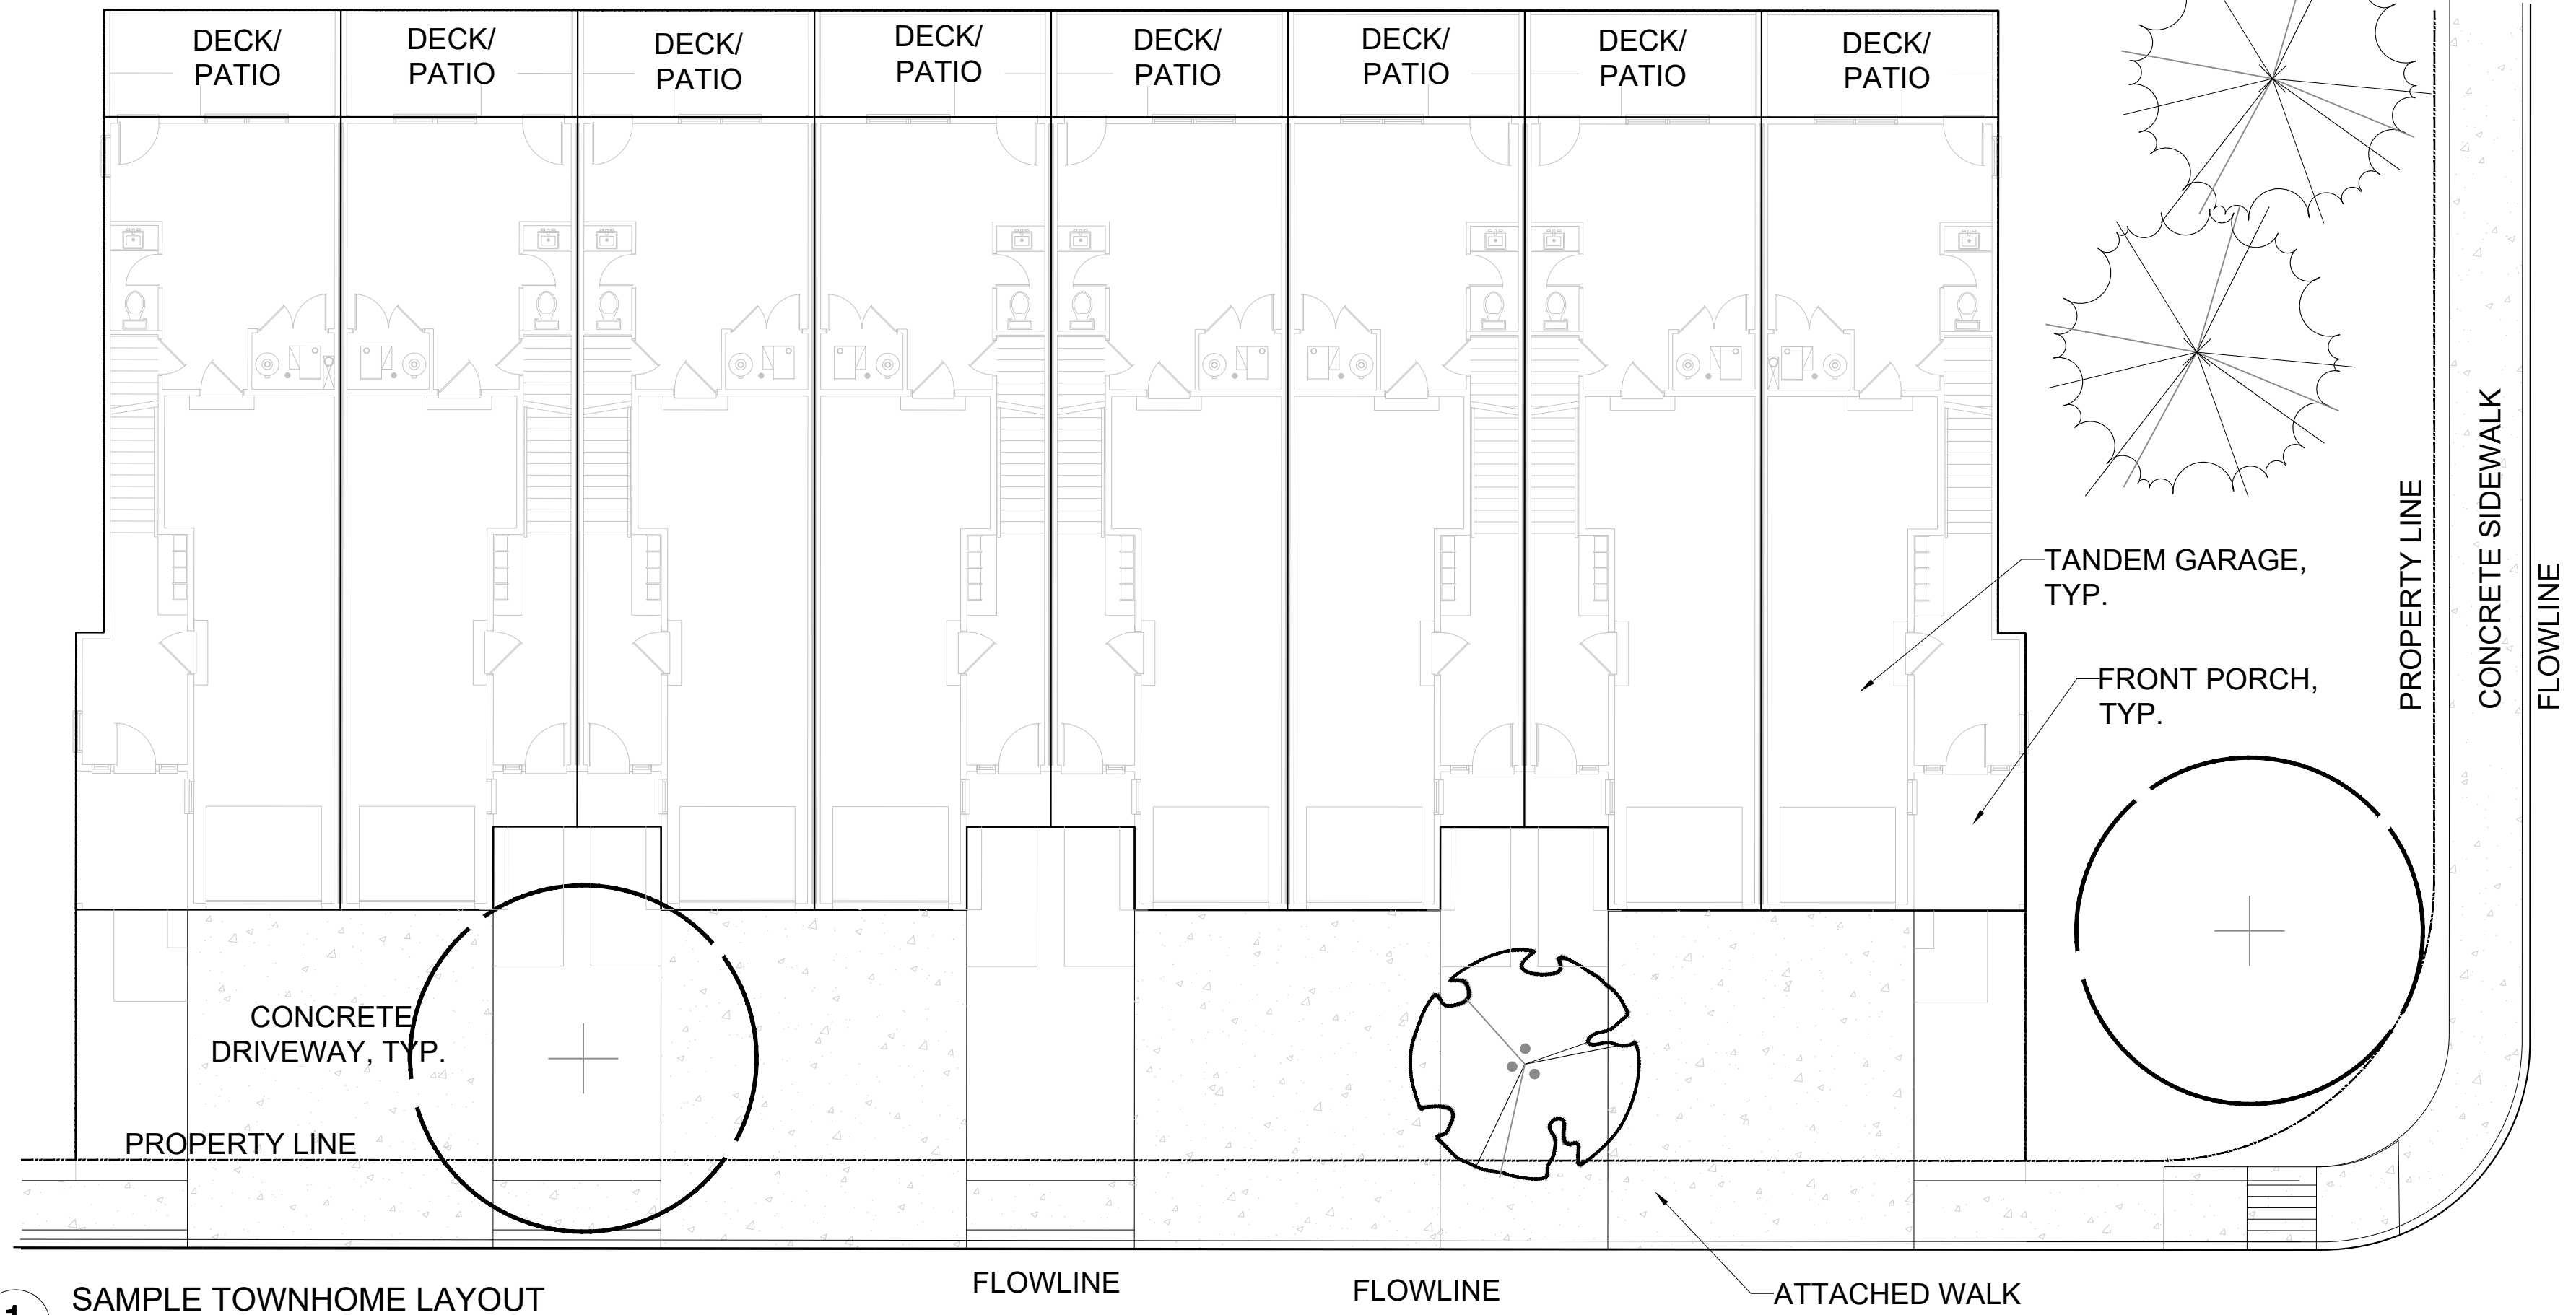 DECK/
PATIO
DECK/
PATIO
DECK/
PATIO
DECK/
PATIO
DECK/
PATIO
DECK/
PATIO
DECK/
PATIO
DECK/
PATIO
TANDEM GARAGE,
TYP.
FRONT PORCH,
TYP.
PROPERTY LINE
CONCRETE SIDEWALK
FLOWLINE
CONCRETE
DRIVEWAY, TYP.
PROPERTY LINE
FLOWLINE
FLOWLINE
ATTACHED WALK
1
SAMPLE TOWNHOME LAYOUT